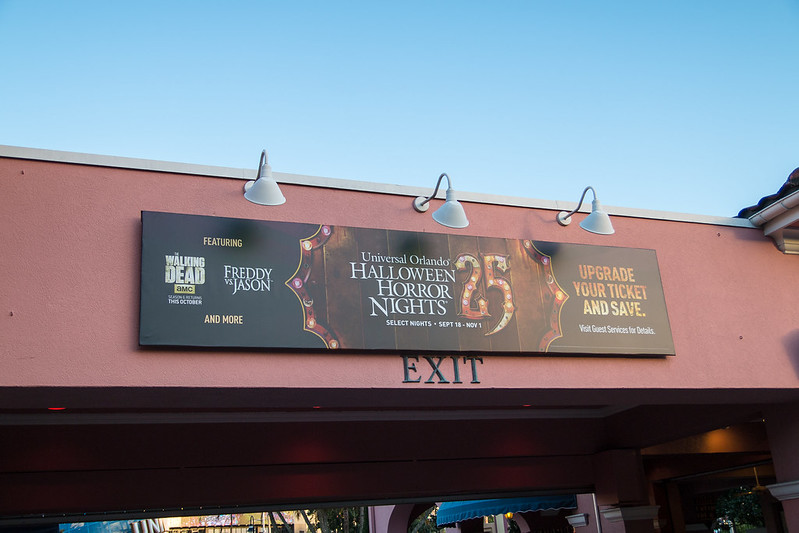 FEATURING
THE
WALKING
DEAD
amc
SEASON 6 RETURNS
THIS OCTOBER
FREDDY
VS. JASON
AND MORE
Universal Orlando®
HALLOWEEN
HORROR
NIGHTS®
25
SELECT NIGHTS • SEPT 18 - NOV 1
UPGRADE
YOUR TICKET
AND SAVE.
Visit Guest Services for Details.
EXIT